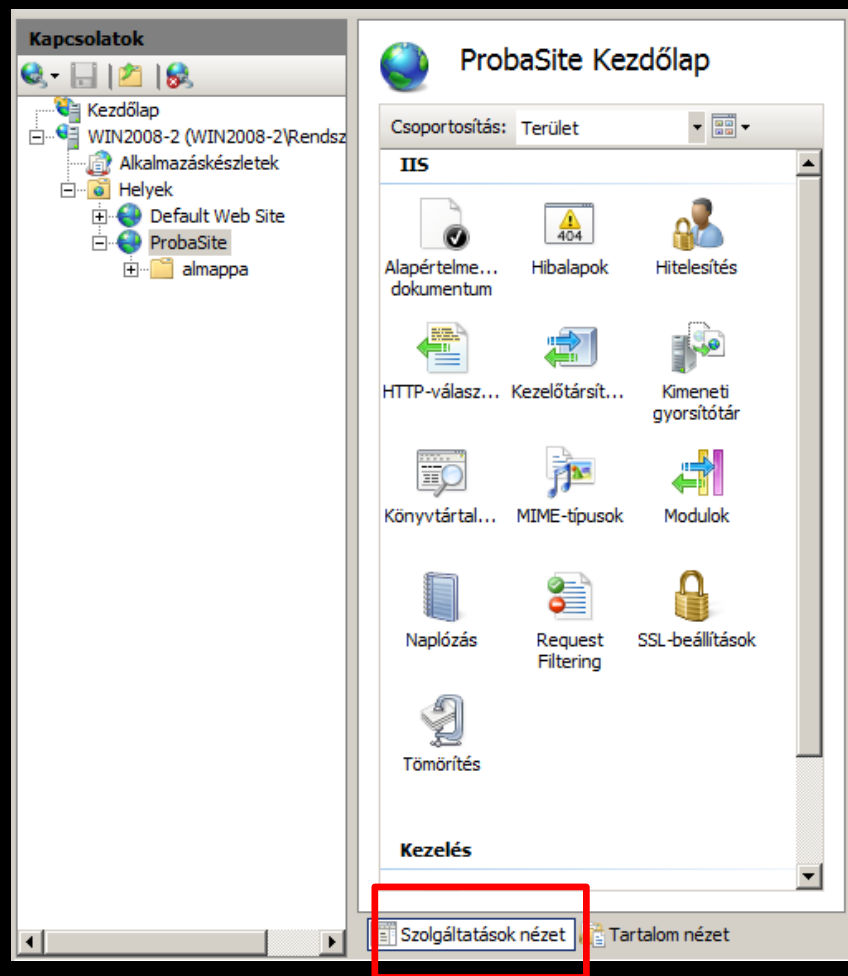 Kapcsolatok
Kezdőlap
WIN2008-2 (WIN2008-2\Rendsz
Alkalmazáskészletek
Helyek
Default Web Site
ProbaSite
almappa
ProbaSite Kezdőlap
Csoportosítás: Terület
IIS
Alapértelme...
dokumentum
404
Hibalapok
Hitelesítés
HTTP-válasz...
Kezelőtársít...
Kimeneti
gyorsítótár
Könyvtártal...
MIME-típusok
Modulok
Naplózás
Request
Filtering
SSL-beállítások
Tömörítés
Kezelés
Szolgáltatások nézet
Tartalom nézet